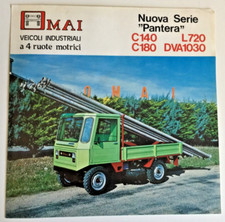 MAI
VEICOLI INDUSTRIALI
a 4 ruote motrici
Nuova Serie
"Pantera"
C140 L720
C180 DVA1030